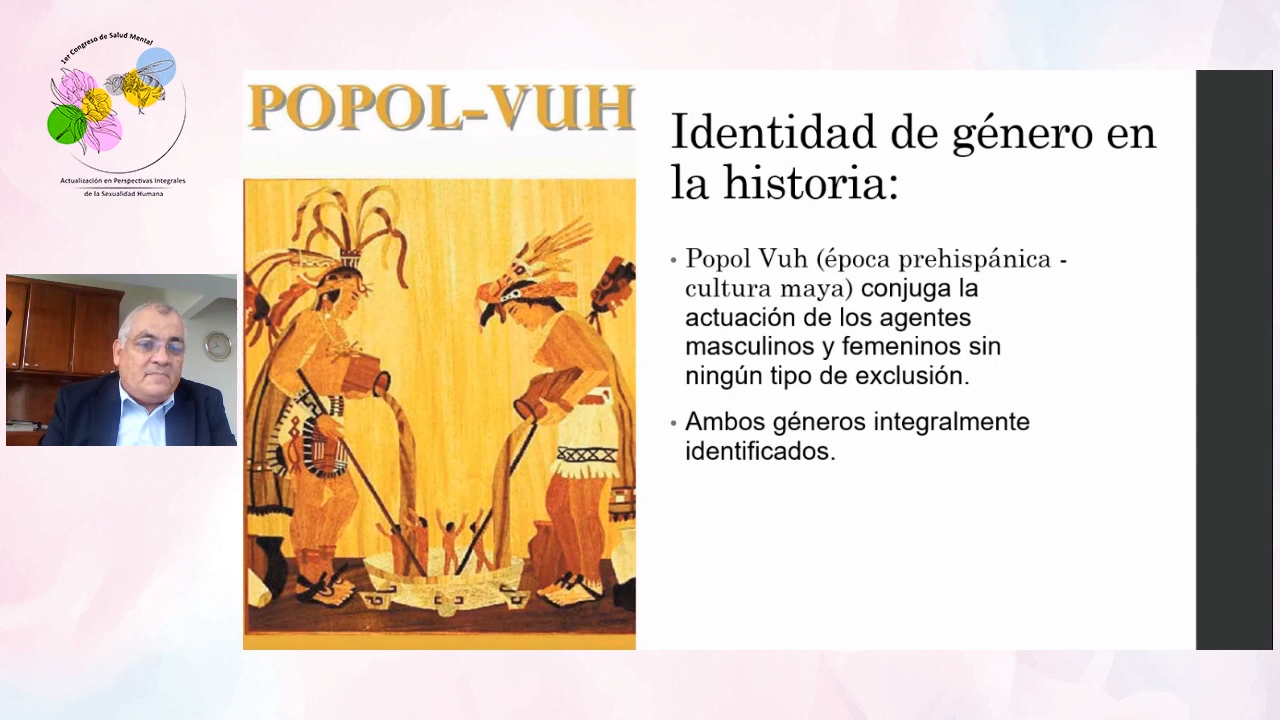 1er Congreso de Salud Mental
Actualización en Perspectivas Integrales
de la Sexualidad Humana
POPOL-VUH
Identidad de género en
la historia:
• Popol Vuh (época prehispánica -
cultura maya) conjuga la
actuación de los agentes
masculinos y femeninos sin
ningún tipo de exclusión.
• Ambos géneros integralmente
identificados.